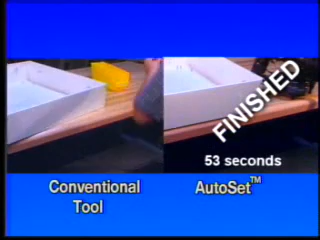 FINISHED
53 seconds
Conventional
Tool
AutoSet™